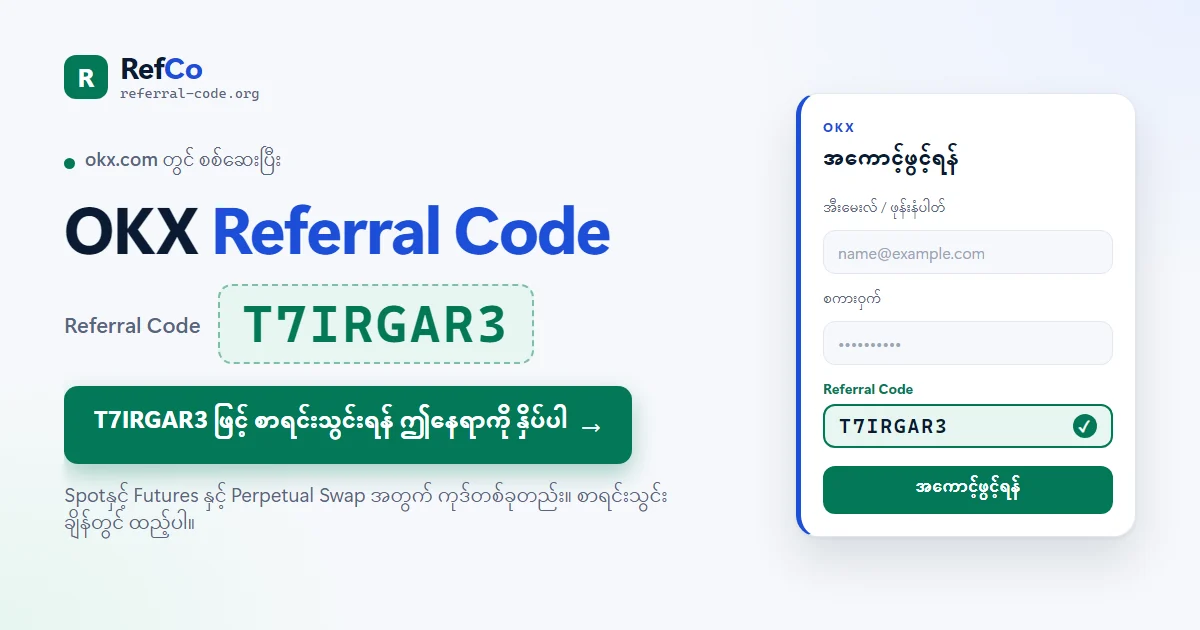 R
RefCo
referral-code.org
okx.com တွင် စစ်ဆေးပြီး
OKX Referral Code
Referral Code
T7IRGAR3
T7IRGAR3 ဖြင့် စာရင်းသွင်းရန် ဤနေရာကို နှိပ်ပါ →
Spotနှင့် Futures နှင့် Perpetual Swap အတွက် ကုဒ်တစ်ခုတည်း။ စာရင်းသွင်း
ချိန်တွင် ထည့်ပါ။
OKX
အကောင့်ဖွင့်ရန်
အီးမေးလ် / ဖုန်းနံပါတ်
name@example.com
စကားဝှက်
••••••••••
Referral Code
T7IRGAR3 ✓
အကောင့်ဖွင့်ရန်